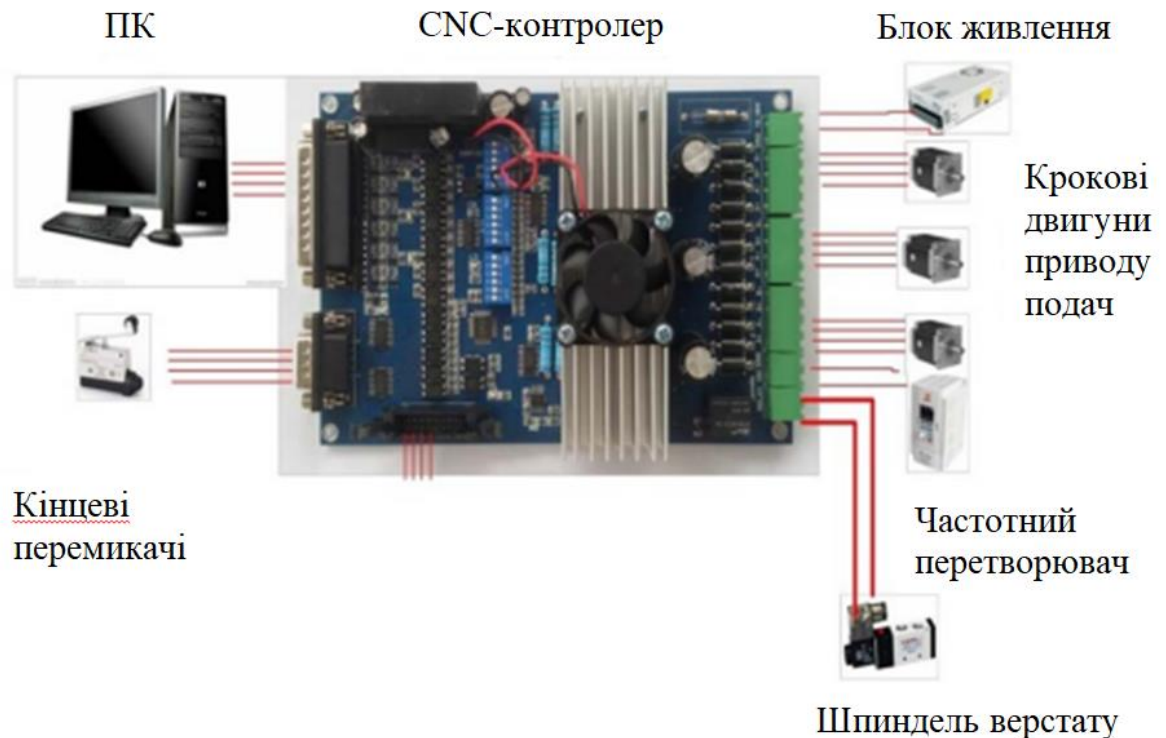 ПК
CNC-контролер
Блок живлення
Крокові
двигуни
приводу
подач
Кінцеві
перемикачі
Частотний
перетворювач
Шпиндель верстату